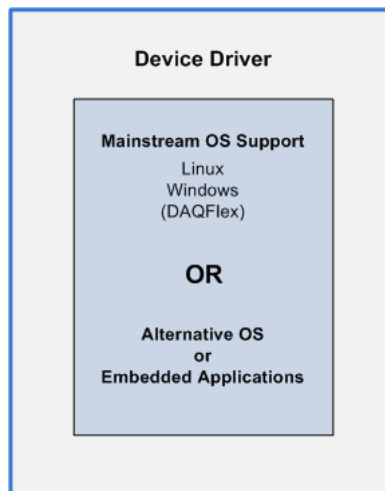 Device Driver
Mainstream OS Support
Linux
Windows
(DAQFlex)
OR
Alternative OS
or
Embedded Applications